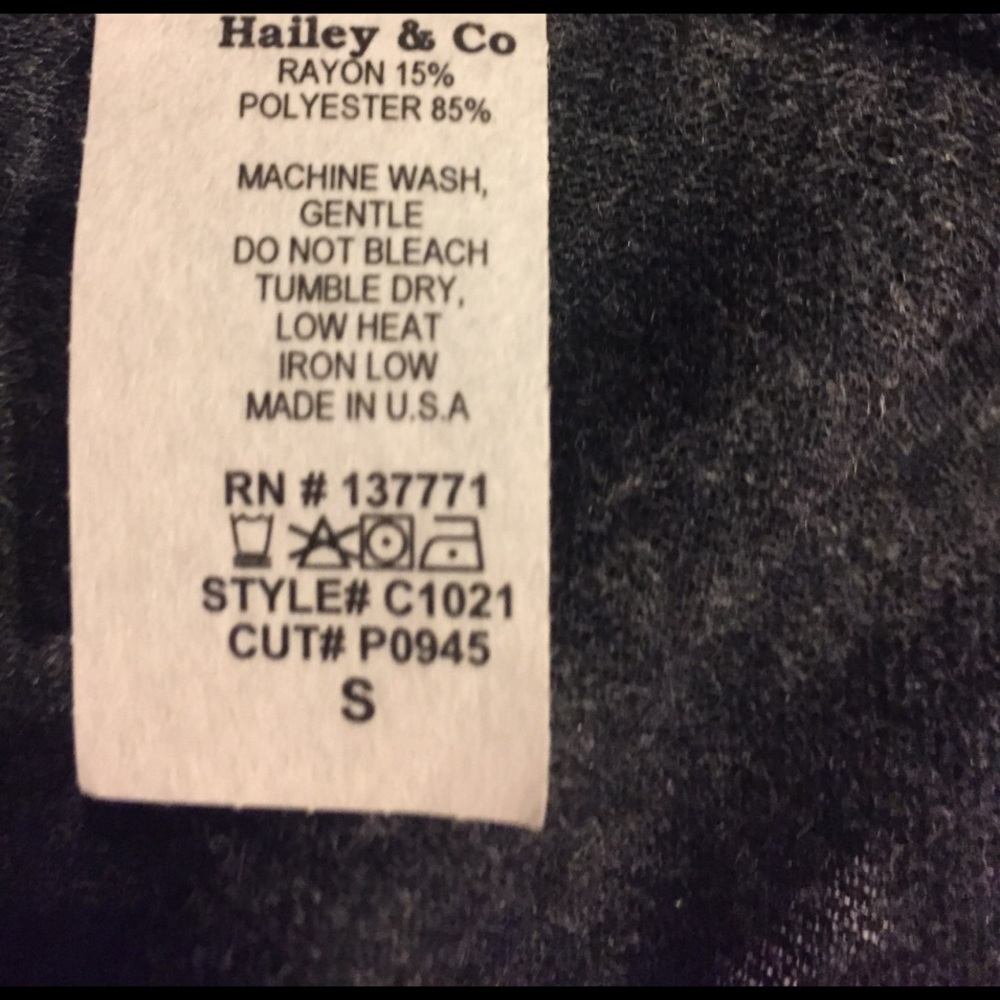 Hailey & Co
RAYON 15%
POLYESTER 85%
MACHINE WASH,
GENTLE
DO NOT BLEACH
TUMBLE DRY,
LOW HEAT
IRON LOW
MADE IN U.S.A
RN # 137771
STYLE# C1021
CUT# P0945
S